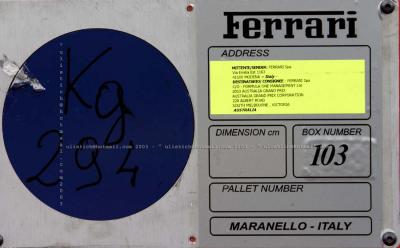 Kg
294
Ferrari
ADDRESS
MITTENTE/SENDER: FERRARI Spa
Via Emilia Est 1163
41100 MODENA - Italy -
DESTINATARIO/ CONSIGNEE: FERRARI Spa
C/O - FORMULA ONE MANAGEMENT Ltd
2003 AUSTRALIA GRAND PRIX
AUSTRALIA GRAND PRIX CORPORATION
220 ALBERT ROAD
SOUTH MELBOURNE - VICTORIA
AUSTRALIA
DIMENSION cm
BOX NUMBER
103
PALLET NUMBER
MARANELLO - ITALY